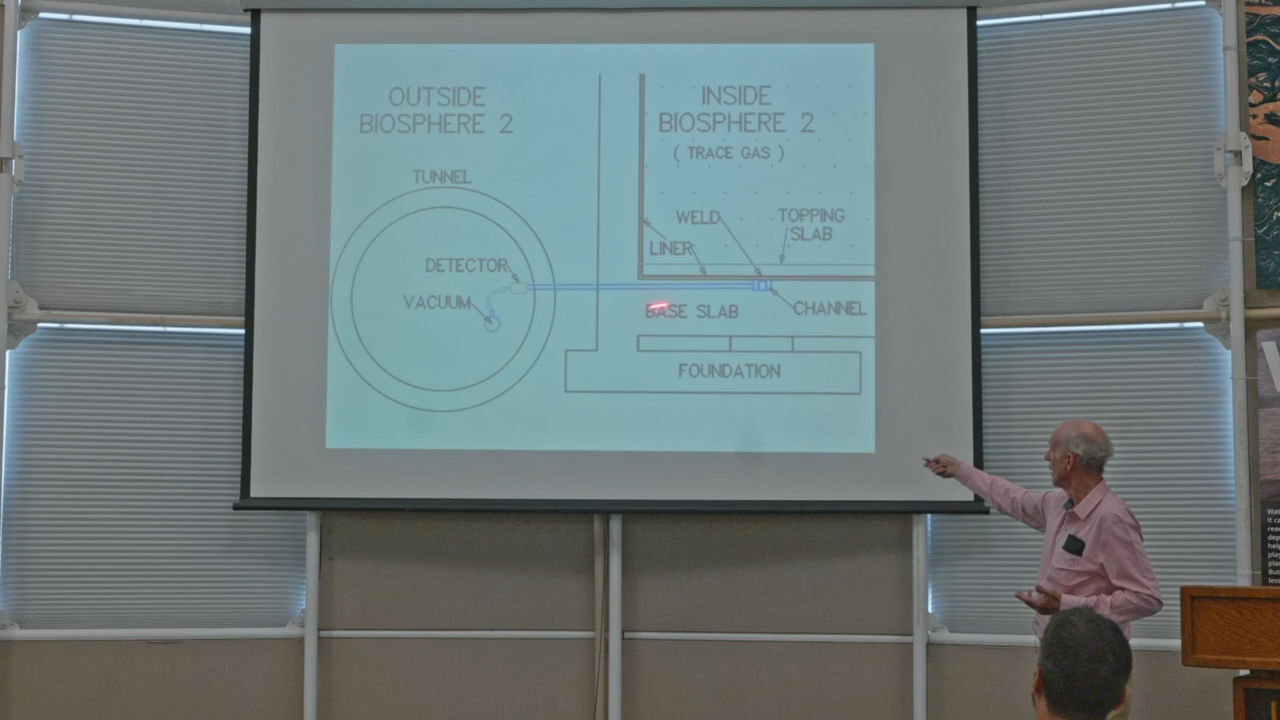 OUTSIDE
BIOSPHERE 2
INSIDE
BIOSPHERE 2
( TRACE GAS )
TUNNEL
WELD
TOPPING
SLAB
LINER
DETECTOR
VACUUM
BASE SLAB
CHANNEL
FOUNDATION